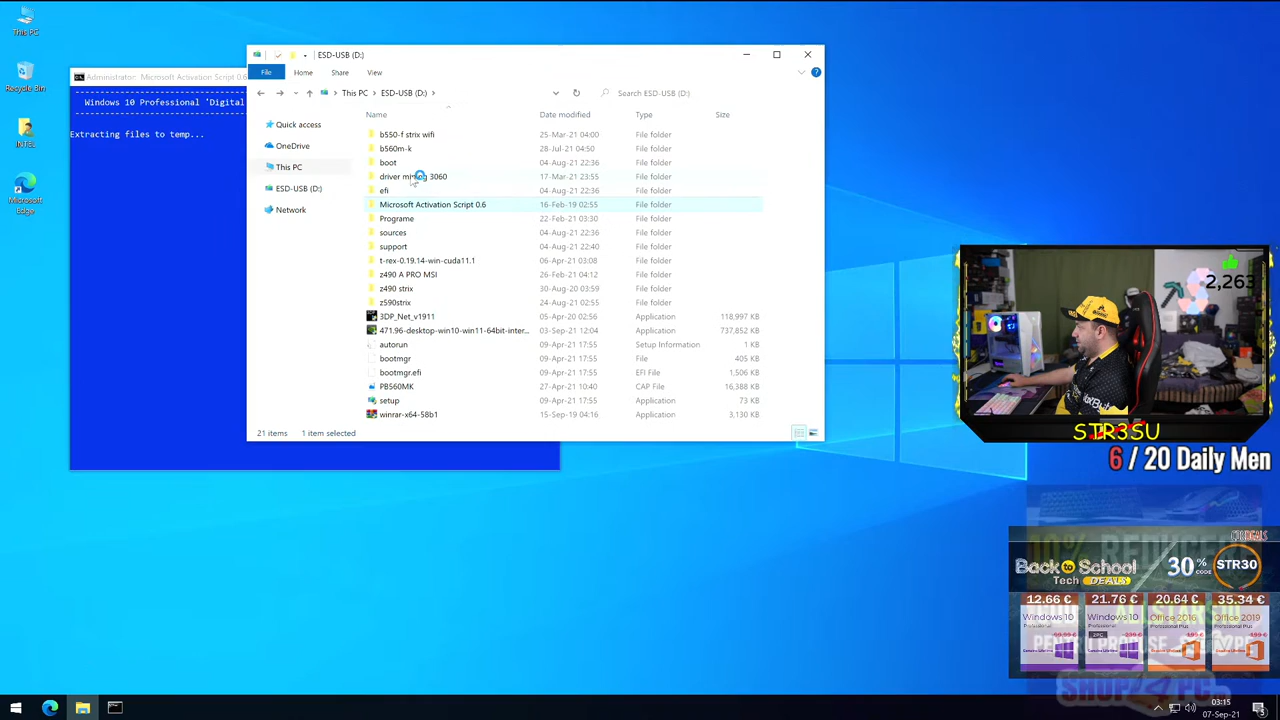 This PC
Recycle Bin
INTEL
Microsoft
Edge
Administrator: Microsoft Activation Script 0.6
Windows 10 Professional 'Digital
Extracting files to temp...
ESD-USB (D:)
File
Home
Share
View
This PC
ESD-USB (D:)
Search ESD-USB (D:)
Quick access
OneDrive
This PC
ESD-USB (D:)
Network
Name
Date modified
Type
Size
b550-f strix wifi
25-Mar-21 04:00
File folder
b560m-k
28-Jul-21 04:50
File folder
boot
04-Aug-21 22:36
File folder
driver mining 3060
17-Mar-21 23:55
File folder
efi
04-Aug-21 22:36
File folder
Microsoft Activation Script 0.6
16-Feb-19 02:55
File folder
Programe
22-Feb-21 03:30
File folder
sources
04-Aug-21 22:36
File folder
support
04-Aug-21 22:40
File folder
t-rex-0.19.14-win-cuda11.1
06-Apr-21 03:08
File folder
z490 A PRO MSI
26-Feb-21 04:12
File folder
z490 strix
30-Aug-20 03:59
File folder
z590strix
24-Aug-21 02:55
File folder
3DP_Net_v1911
05-Apr-20 02:56
Application
118,997 KB
471.96-desktop-win10-win11-64bit-inter...
03-Sep-21 12:04
Application
737,852 KB
autorun
09-Apr-21 17:55
Setup Information
1 KB
bootmgr
09-Apr-21 17:55
File
405 KB
bootmgr.efi
09-Apr-21 17:55
EFI File
1,506 KB
PB560MK
27-Apr-21 10:40
CAP File
16,388 KB
setup
09-Apr-21 17:55
Application
73 KB
winrar-x64-58b1
15-Sep-19 04:16
Application
3,130 KB
21 items
1 item selected
2,263
STR3SU
6 / 20 Daily Men
Back to School
Tech DEALS
30%
CODE
STR30
12.66 €
21.76 €
20.64 €
35.34 €
Windows 10
Windows 10
Office 2016
Office 2019
2PC
SHOP4PC
03:15
07-Sep-21
5